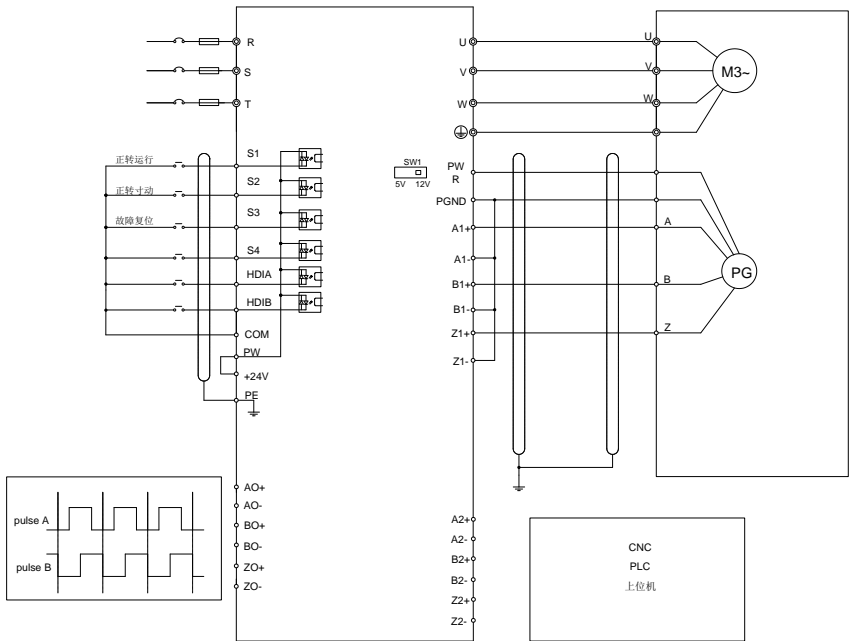 R
S
T
正转运行
S1
正转寸动
S2
故障复位
S3
S4
HDIA
HDIB
COM
PW
+24V
PE
SW1
5V 12V
U
V
W
PW
R
PGND
A1+
A1-
B1+
B1-
Z1+
Z1-
U
V
W
M3~
A
B
Z
PG
pulse A
pulse B
AO+
AO-
BO+
BO-
ZO+
ZO-
A2+
A2-
B2+
B2-
Z2+
Z2-
CNC
PLC
上位机